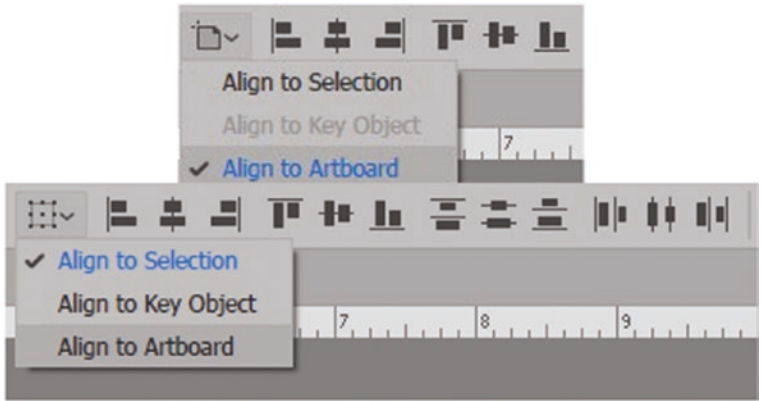 Align to Selection
Align to Key Object
7
Align to Artboard
Align to Selection
Align to Key Object
7 8 9
Align to Artboard